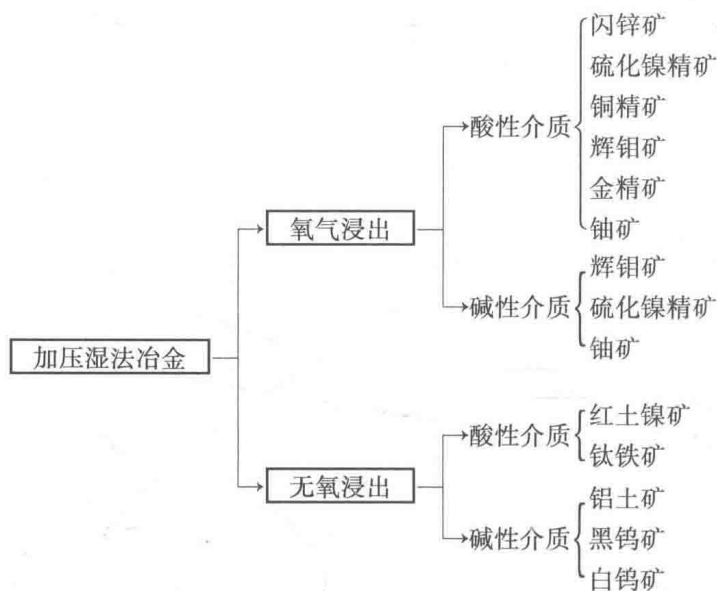 加压湿法冶金
氧气浸出
酸性介质
闪锌矿
硫化镍精矿
铜精矿
辉钼矿
金精矿
铀矿
碱性介质
辉钼矿
硫化镍精矿
铀矿
无氧浸出
酸性介质
红土镍矿
钛铁矿
碱性介质
铝土矿
黑钨矿
白钨矿